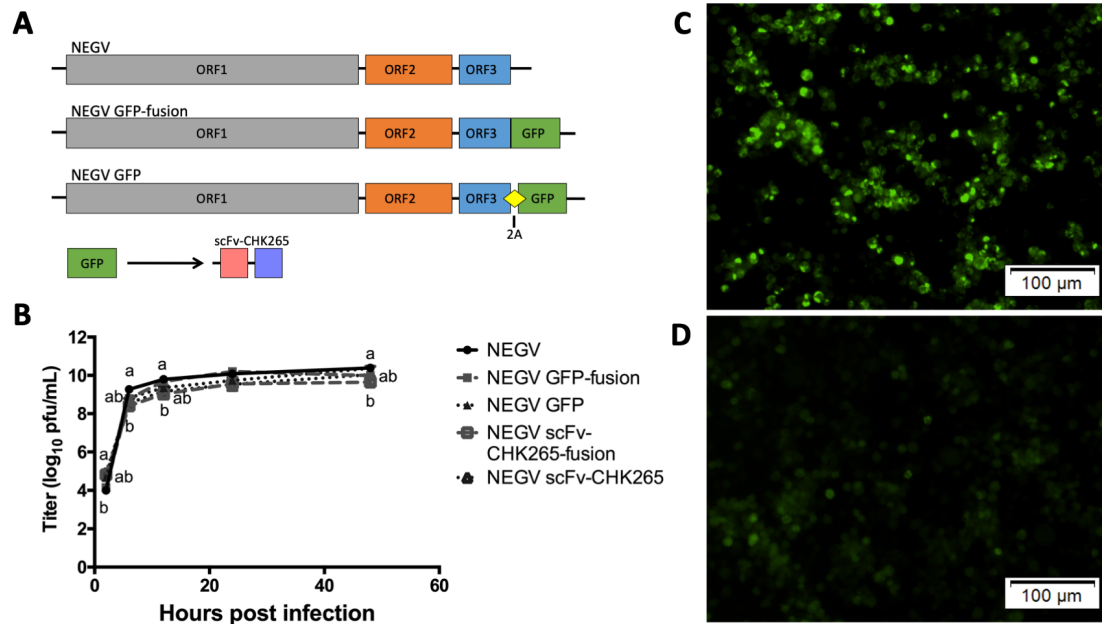 A
NEGV
ORF1
ORF2
ORF3
NEGV GFP-fusion
ORF1
ORF2
ORF3
GFP
NEGV GFP
ORF1
ORF2
ORF3
GFP
2A
GFP
scFv-CHK265
B
12
10
8
6
4
2
0
Titer (log10 pfu/mL)
a
ab
b
a
ab
b
a
ab
b
a
ab
b
0
20
40
60
Hours post infection
NEGV
NEGV GFP-fusion
NEGV GFP
NEGV scFv-
CHK265-fusion
NEGV scFv-CHK265
C
100 µm
D
100 µm